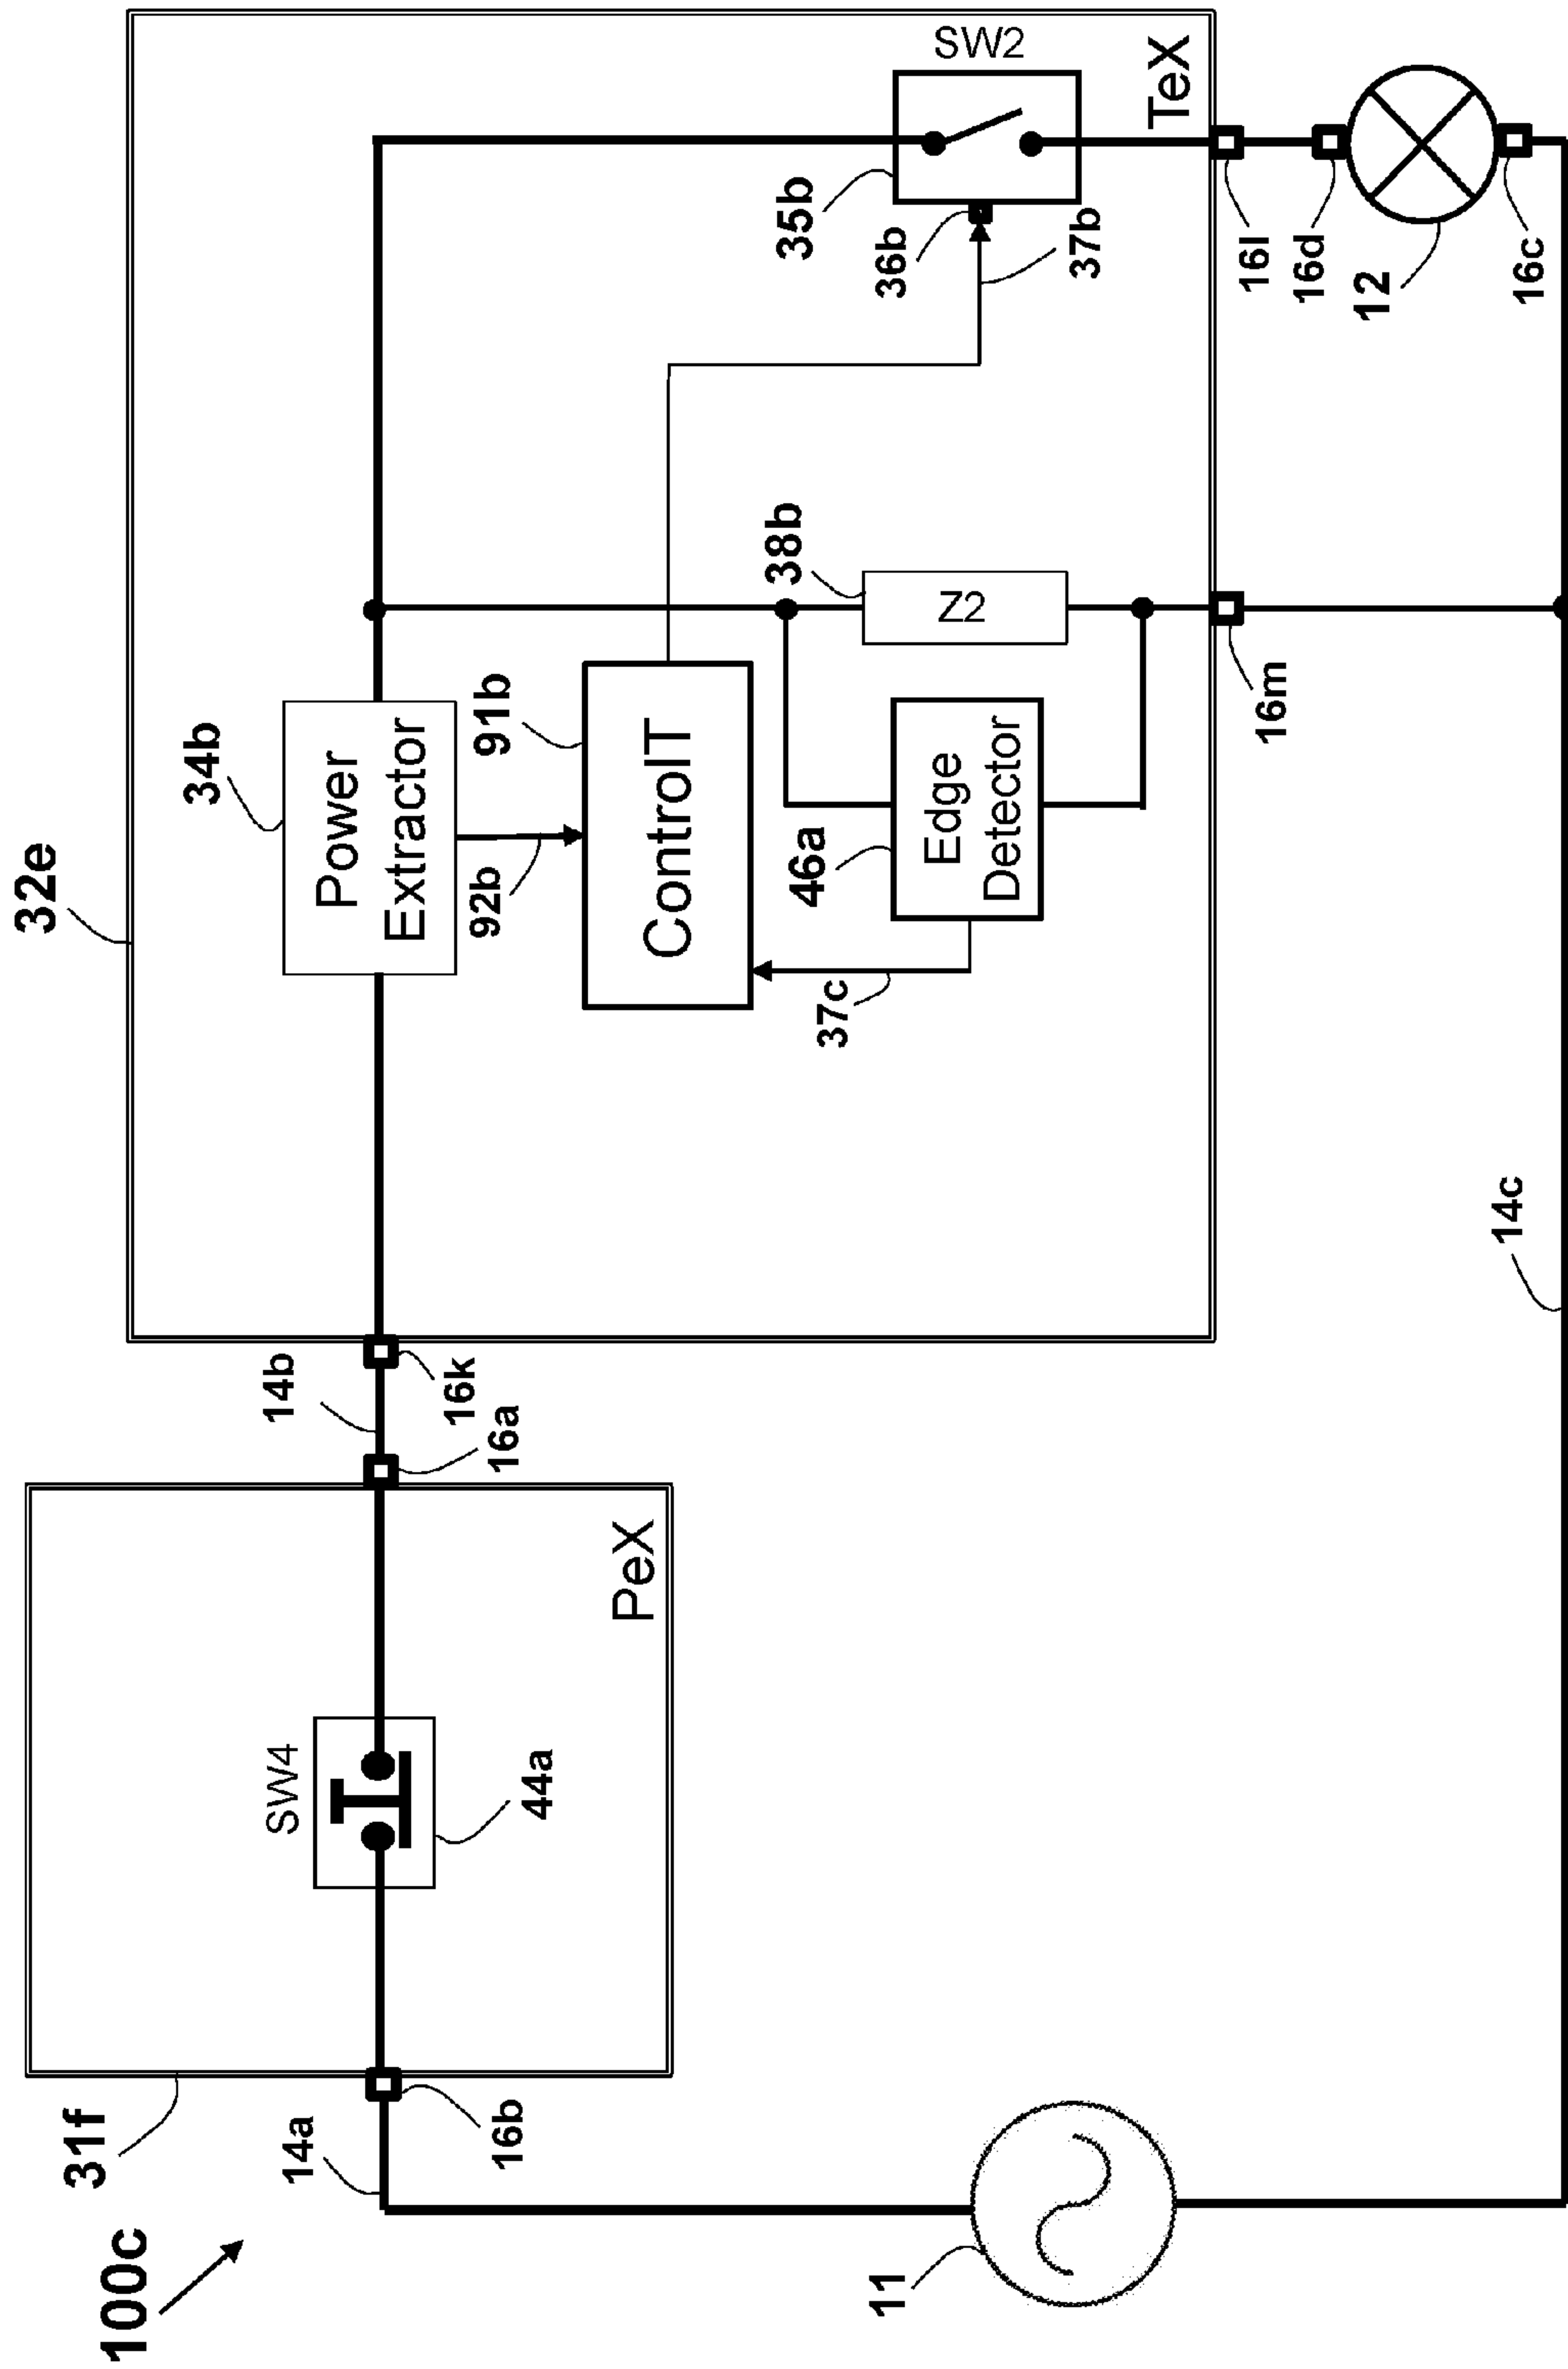 100c
31f
32e
14a
16b
SW4
44a
PeX
14b
16a
16k
34b
Power
Extractor
92b
91b
ControlT
37c
46a
Edge
Detector
38b
Z2
35b
36b
37b
SW2
TeX
16m
16l
16d
12
16c
11
14c